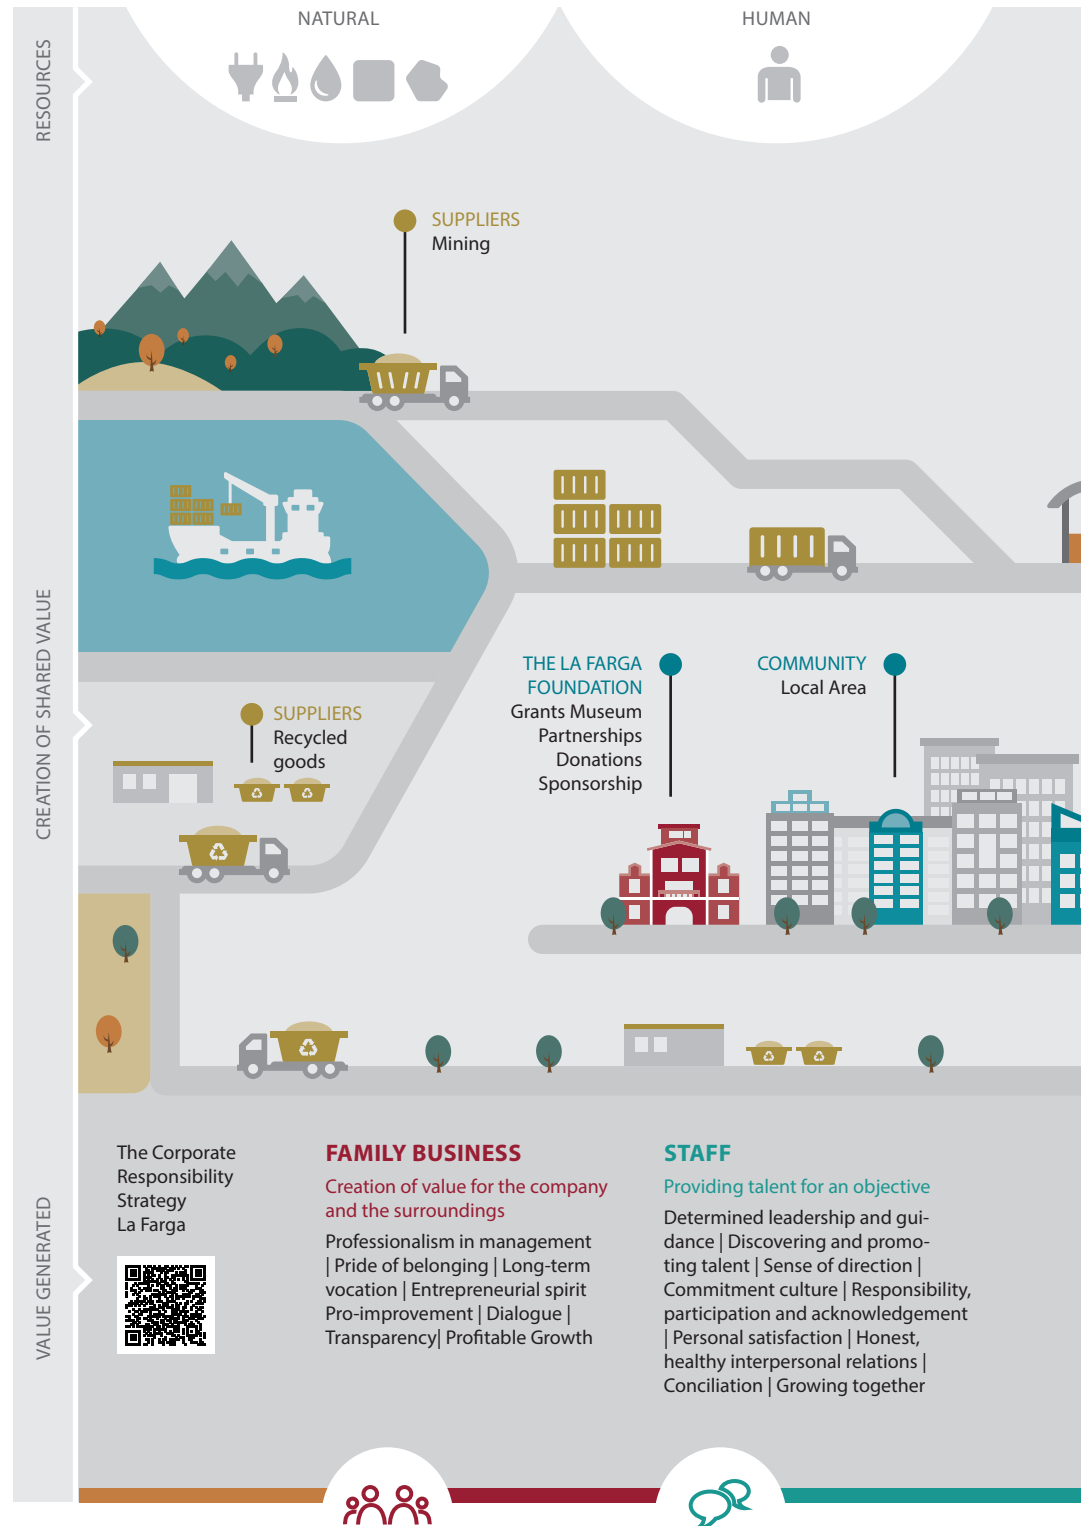 NATURAL
HUMAN
RESOURCES
SUPPLIERS
Mining
CREATION OF SHARED VALUE
THE LA FARGA
FOUNDATION
Grants Museum
Partnerships
Donations
Sponsorship
COMMUNITY
Local Area
SUPPLIERS
Recycled
goods
VALUE GENERATED
The Corporate
Responsibility
Strategy
La Farga
FAMILY BUSINESS
Creation of value for the company
and the surroundings
Professionalism in management
| Pride of belonging | Long-term
vocation | Entrepreneurial spirit
Pro-improvement | Dialogue |
Transparency| Profitable Growth
STAFF
Providing talent for an objective
Determined leadership and gui-
dance | Discovering and promo-
ting talent | Sense of direction |
Commitment culture | Responsibility,
participation and acknowledgement
| Personal satisfaction | Honest,
healthy interpersonal relations |
Conciliation | Growing together